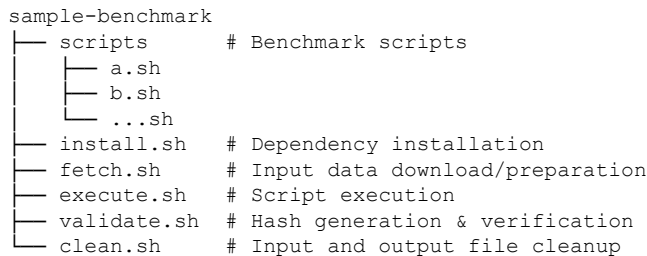 sample-benchmark
├── scripts       # Benchmark scripts
│   ├── a.sh
│   ├── b.sh
│   └── ...sh
├── install.sh    # Dependency installation
├── fetch.sh      # Input data download/preparation
├── execute.sh    # Script execution
├── validate.sh   # Hash generation & verification
└── clean.sh      # Input and output file cleanup